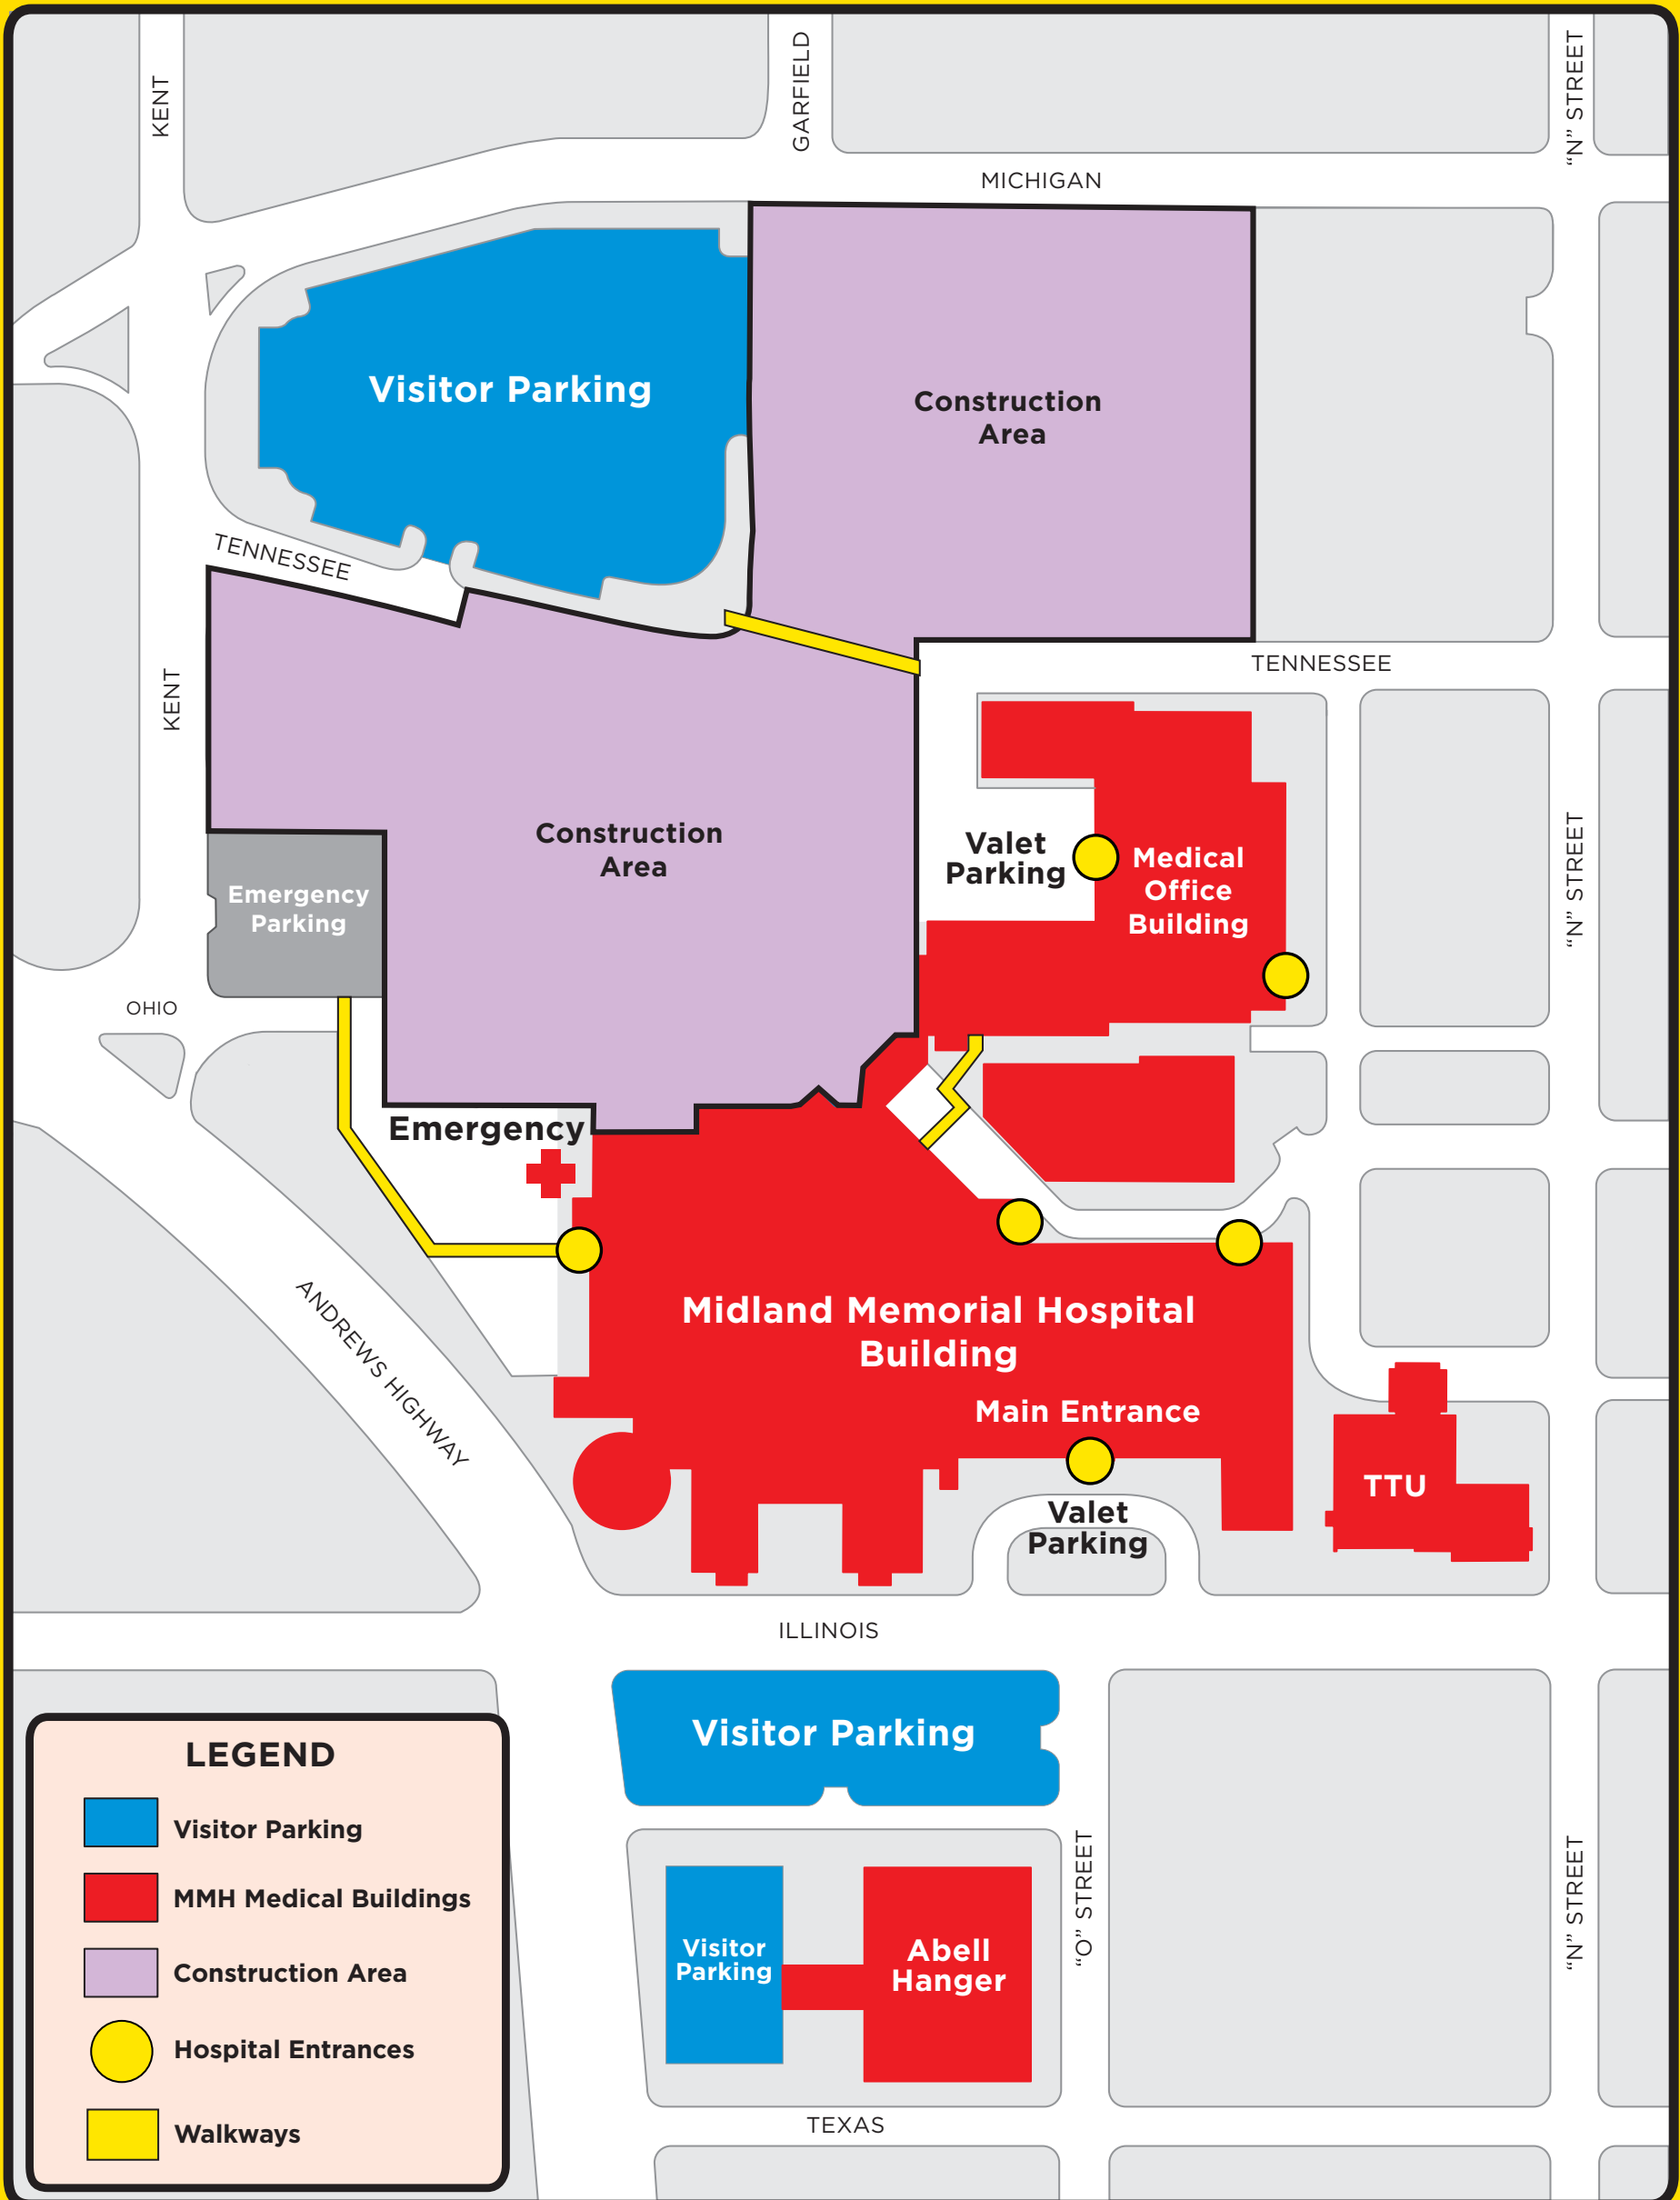 KENT
GARFIELD
“N” STREET
MICHIGAN
Visitor Parking
Construction
Area
TENNESSEE
TENNESSEE
KENT
Construction
Area
Valet
Parking
Medical
Office
Building
“N” STREET
Emergency
Parking
OHIO
Emergency
ANDREWS HIGHWAY
Midland Memorial Hospital
Building
Main Entrance
TTU
Valet
Parking
ILLINOIS
Visitor Parking
LEGEND
Visitor Parking
MMH Medical Buildings
Construction Area
Hospital Entrances
Walkways
Visitor
Parking
Abell
Hanger
“O” STREET
“N” STREET
TEXAS